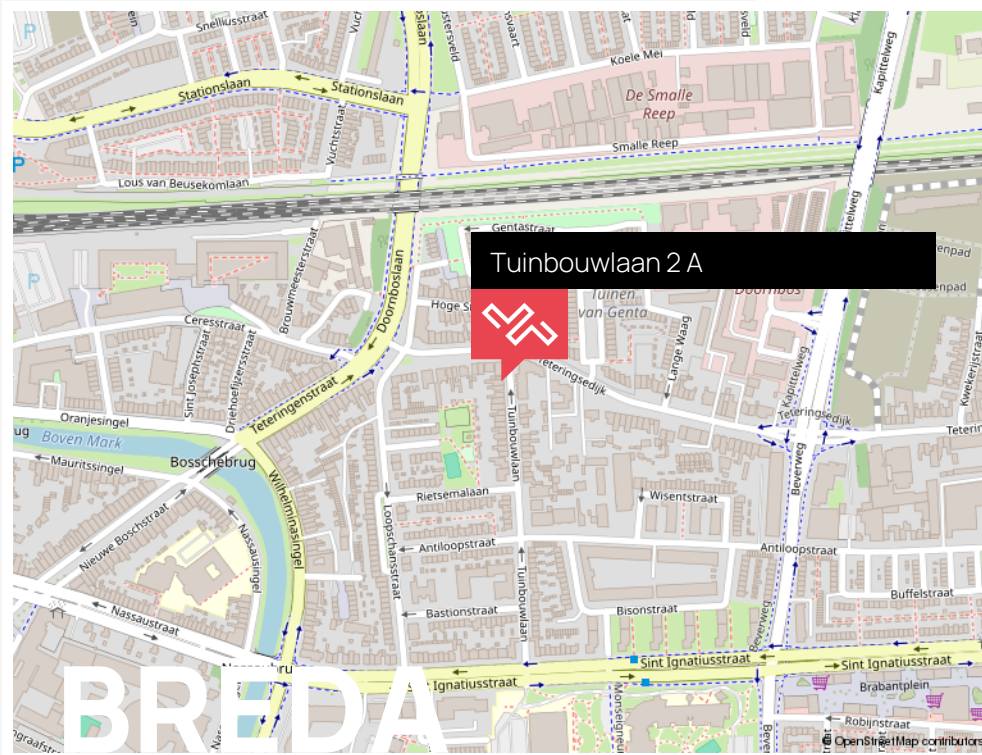 Snelliusstraat
Koele Mei
Kapittelweg
Stationslaan
Stationslaan
De Smalle
Reep
Vuchtstraat
Smalle Reep
Lous van Beusekomlaan
P
P
P
Gentastraat
Tuinbouwlaan 2 A
Brouwmeesterstraat
Doornboslaan
Tuinen
van Genta
Doornbos
Ceresstraat
Lange Waag
Sint Josephstraat
Driehoefijzersstraat
Teteringsedijk
Kapittelweg
Kwekerijstraat
Teteringenstraat
Oranjesingel
Teteringsedijk
Boven Mark
Tuinbouwlaan
Mauritssingel
Bosschebrug
Beverweg
Wilhelminasingel
Rietsemalaan
Wisentstraat
Nieuwe Boschstraat
Nassausingel
Loopschansstraat
Antiloopstraat
Antiloopstraat
Tuinbouwlaan
Buffelstraat
Nassaustraat
Bastionstraat
Bisonstraat
Beverweg
Sint Ignatiusstraat
Sint Ignatiusstraat
BREDA
Ignatiusstraat
Brabantplein
Robijnstraat
© OpenStreetMap contributors